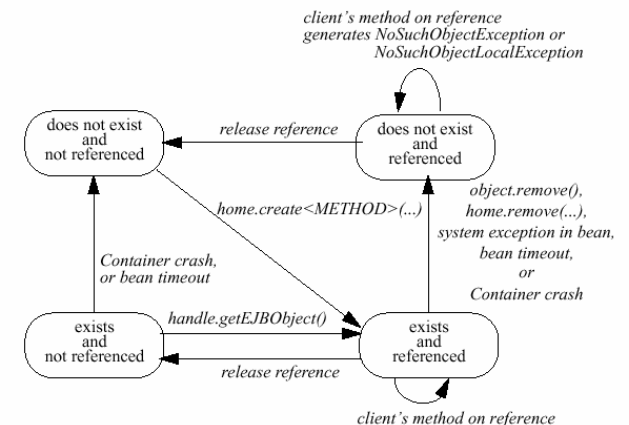 client's method on reference
generates NoSuchObjectException or
NoSuchObjectLocalException
does not exist
and
not referenced
release reference
does not exist
and
referenced
home.create<METHOD>(...)
object.remove(),
home.remove(...),
system exception in bean,
bean timeout,
or
Container crash
Container crash,
or bean timeout
exists
and
not referenced
handle.getEJBObject()
release reference
exists
and
referenced
client's method on reference